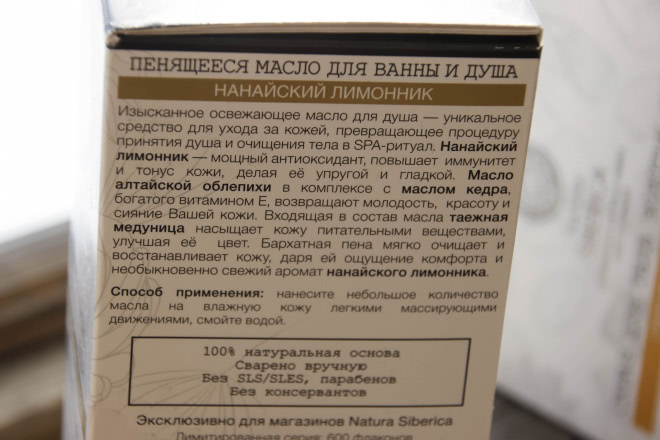 ПЕНЯЩЕЕСЯ МАСЛО ДЛЯ ВАННЫ И ДУША
НАНАЙСКИЙ ЛИМОННИК
Изысканное освежающее масло для душа — уникальное
средство для ухода за кожей, превращающее процедуру
принятия душа и очищения тела в SPA-ритуал. Нанайский
лимонник — мощный антиоксидант, повышает иммунитет
и тонус кожи, делая её упругой и гладкой. Масло
алтайской облепихи в комплексе с маслом кедра,
богатого витамином Е, возвращают молодость, красоту и
сияние Вашей кожи. Входящая в состав масла таежная
медуница насыщает кожу питательными веществами,
улучшая её цвет. Бархатная пена мягко очищает и
восстанавливает кожу, даря ей ощущение комфорта и
необыкновенно свежий аромат нанайского лимонника.
Способ применения: нанесите небольшое количество
масла на влажную кожу легкими массирующими
движениями, смойте водой.
100% натуральная основа
Сварено вручную
Без SLS/SLES, парабенов
Без консервантов
Эксклюзивно для магазинов Natura Siberica
Лимитированная серия: 600 флаконов